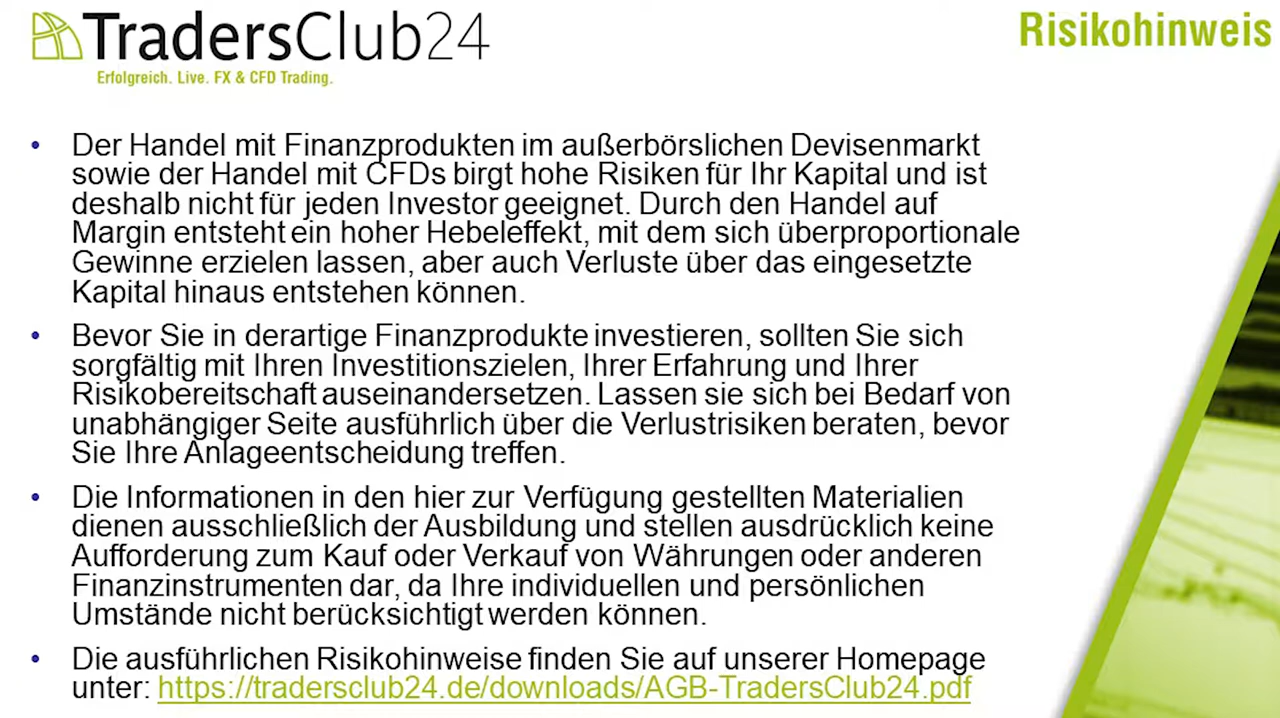 TradersClub24
Erfolgreich. Live. FX & CFD Trading.
Risikohinweis
• Der Handel mit Finanzprodukten im außerbörslichen Devisenmarkt
sowie der Handel mit CFDs birgt hohe Risiken für Ihr Kapital und ist
deshalb nicht für jeden Investor geeignet. Durch den Handel auf
Margin entsteht ein hoher Hebeleffekt, mit dem sich überproportionale
Gewinne erzielen lassen, aber auch Verluste über das eingesetzte
Kapital hinaus entstehen können.
• Bevor Sie in derartige Finanzprodukte investieren, sollten Sie sich
sorgfältig mit Ihren Investitionszielen, Ihrer Erfahrung und Ihrer
Risikobereitschaft auseinandersetzen. Lassen sie sich bei Bedarf von
unabhängiger Seite ausführlich über die Verlustrisiken beraten, bevor
Sie Ihre Anlageentscheidung treffen.
• Die Informationen in den hier zur Verfügung gestellten Materialien
dienen ausschließlich der Ausbildung und stellen ausdrücklich keine
Aufforderung zum Kauf oder Verkauf von Währungen oder anderen
Finanzinstrumenten dar, da Ihre individuellen und persönlichen
Umstände nicht berücksichtigt werden können.
• Die ausführlichen Risikohinweise finden Sie auf unserer Homepage
unter: https://tradersclub24.de/downloads/AGB-TradersClub24.pdf